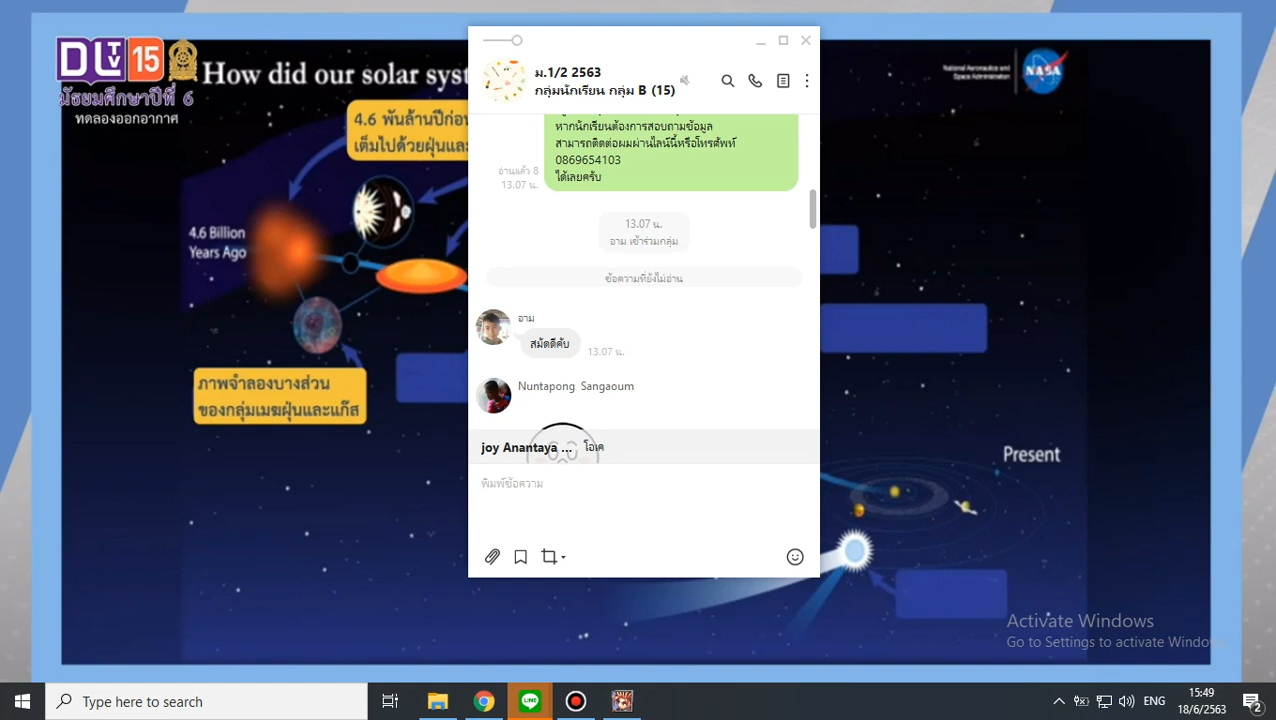 DLTV 15
มัธยมศึกษาปีที่ 6
ทดลองออกอากาศ
How did our solar sys
National Aeronautics and
Space Administration
NASA
4.6 พันล้านปีก่อน
เต็มไปด้วยฝุ่นและ
4.6 Billion
Years Ago
ภาพจำลองบางส่วน
ของกลุ่มเมฆฝุ่นและแก๊ส
Present
ม.1/2 2563
กลุ่มนักเรียน กลุ่ม B (15)
หากนักเรียนต้องการสอบถามข้อมูล
สามารถติดต่อผมผ่านไลน์นี้หรือโทรศัพท์
0869654103
ได้เลยครับ
อ่านแล้ว 8
13.07 น.
13.07 น.
อาม เข้าร่วมกลุ่ม
ข้อความที่ยังไม่อ่าน
อาม
สมัดดีคับ
13.07 น.
Nuntapong Sangaoum
joy Anantaya ... โอเค
พิมพ์ข้อความ
Activate Windows
Go to Settings to activate Windows
Type here to search
LINE
ENG
15:49
18/6/2563
2